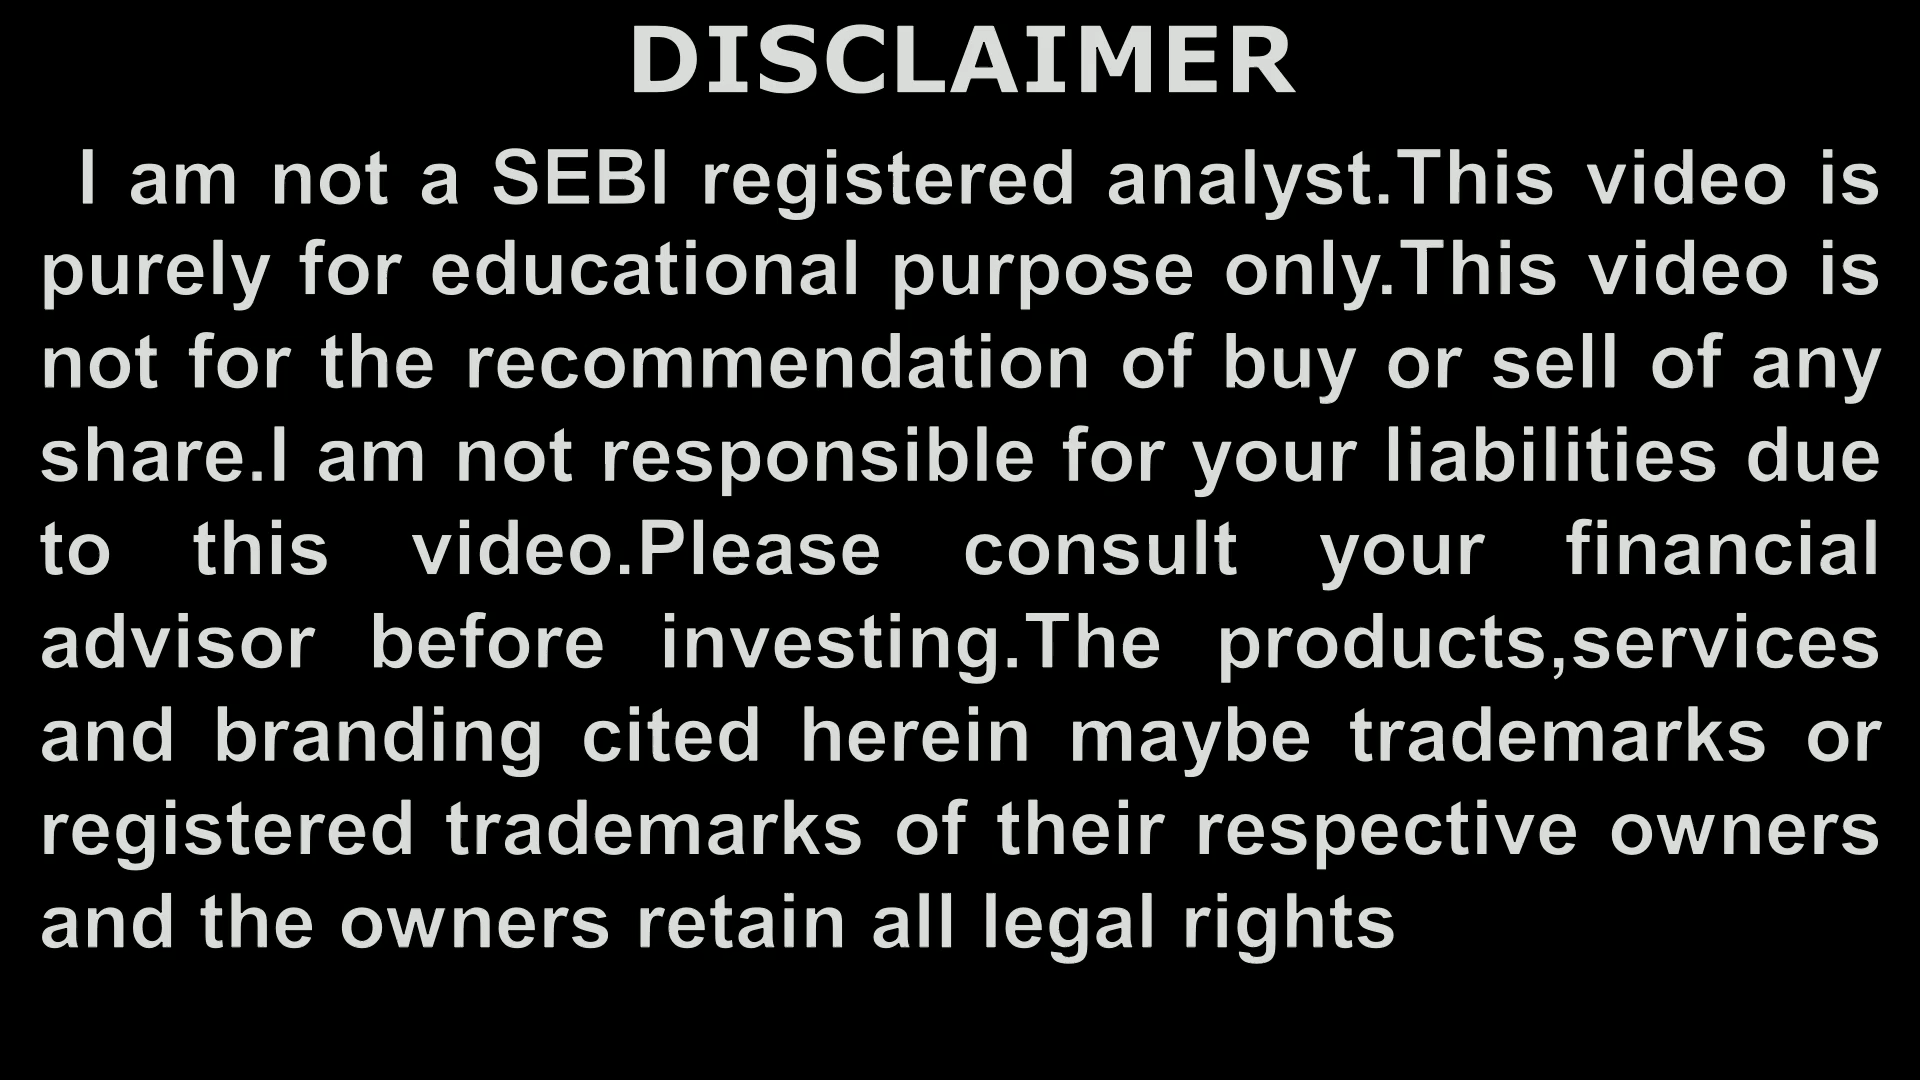 DISCLAIMER
I am not a SEBI registered analyst.This video is
purely for educational purpose only.This video is
not for the recommendation of buy or sell of any
share.I am not responsible for your liabilities due
to this video.Please consult your financial
advisor before investing.The products,services
and branding cited herein maybe trademarks or
registered trademarks of their respective owners
and the owners retain all legal rights